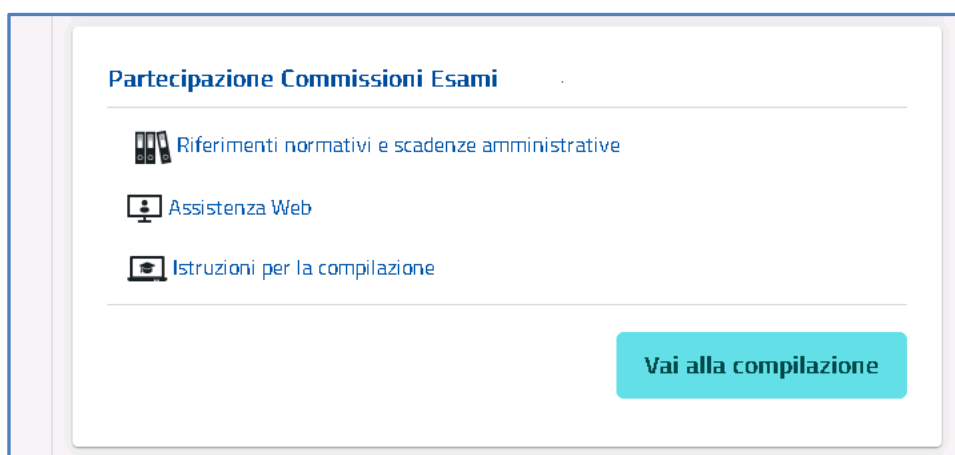 Partecipazione Commissioni Esami
Riferimenti normativi e scadenze amministrative
Assistenza Web
Istruzioni per la compilazione
Vai alla compilazione